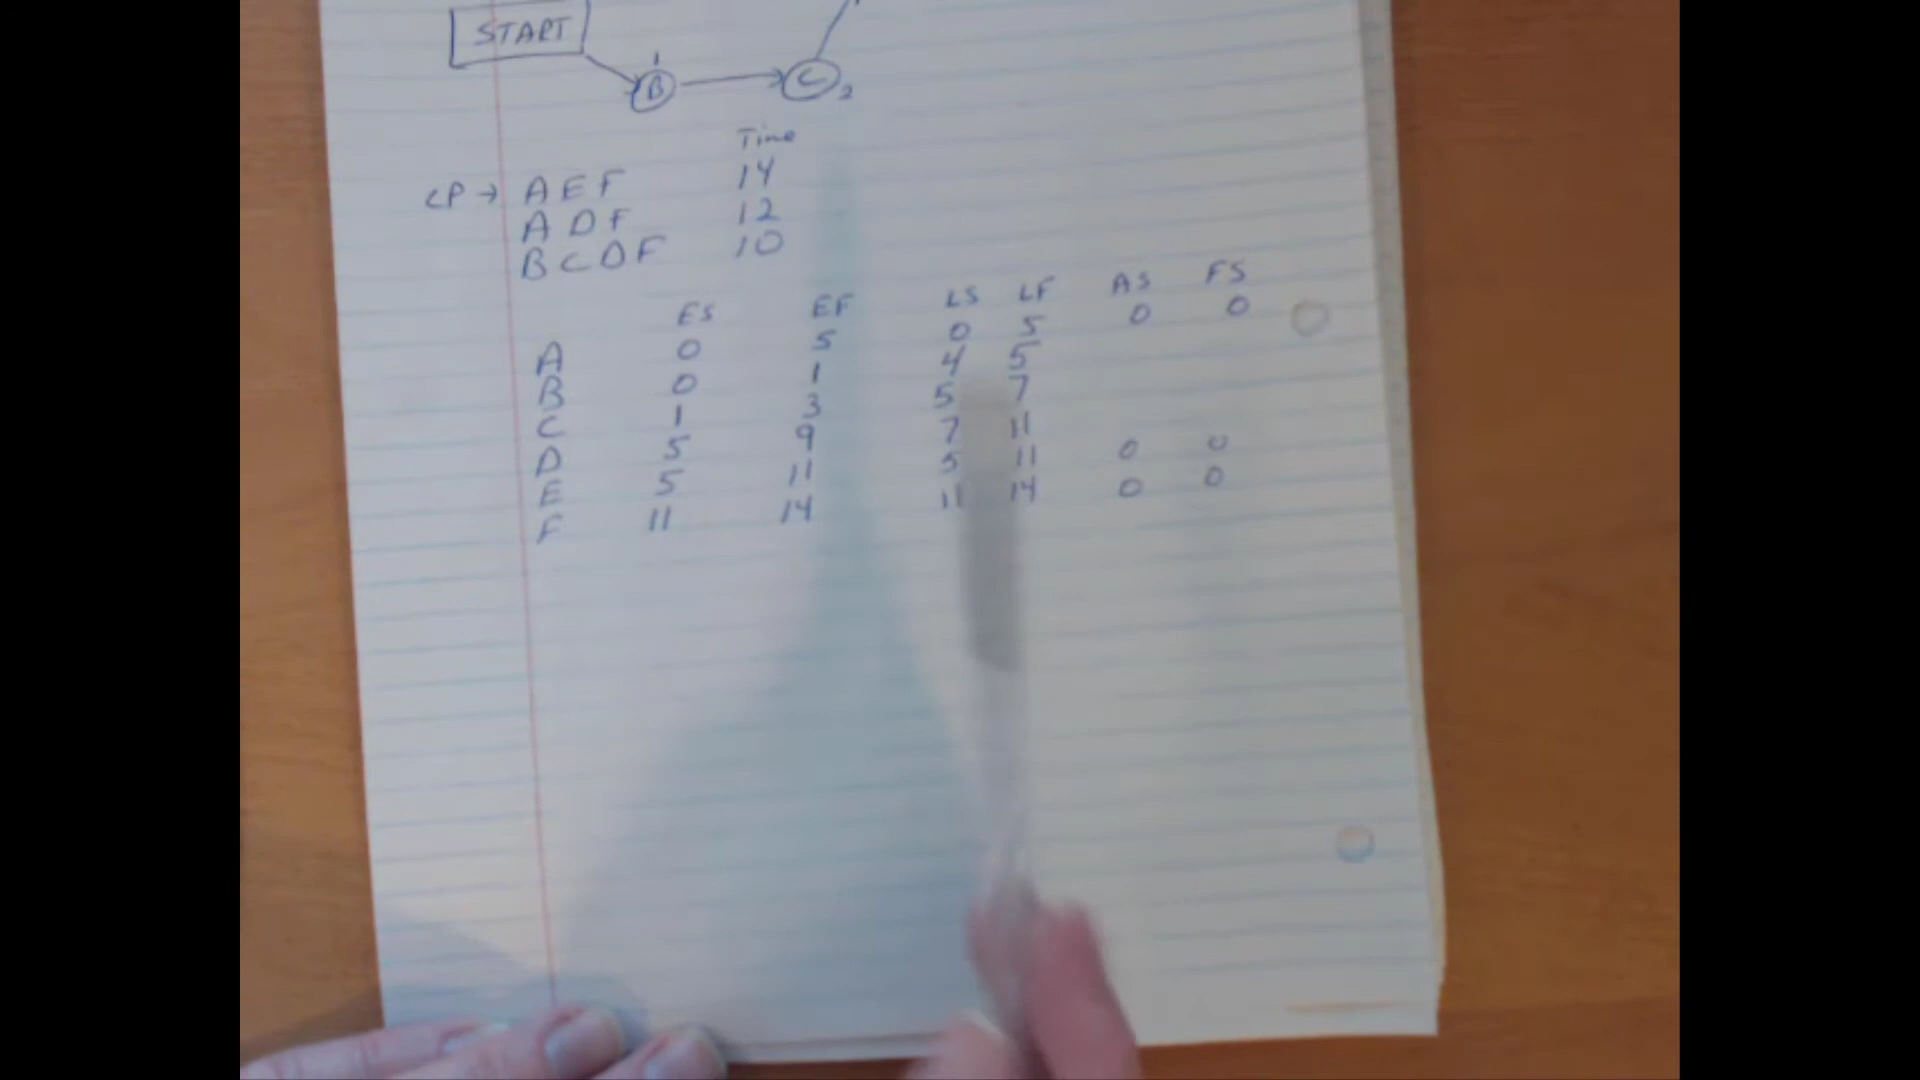 START
1
B
C
2
Time
CP → A E F 14
A D F 12
B C D F 10
ES EF LS LF AS FS
A 0 5 0 5 0 0
B 0 1 4 5
C 1 3 5 7
D 5 9 7 11
E 5 11 5 11 0 0
F 11 14 11 14 0 0